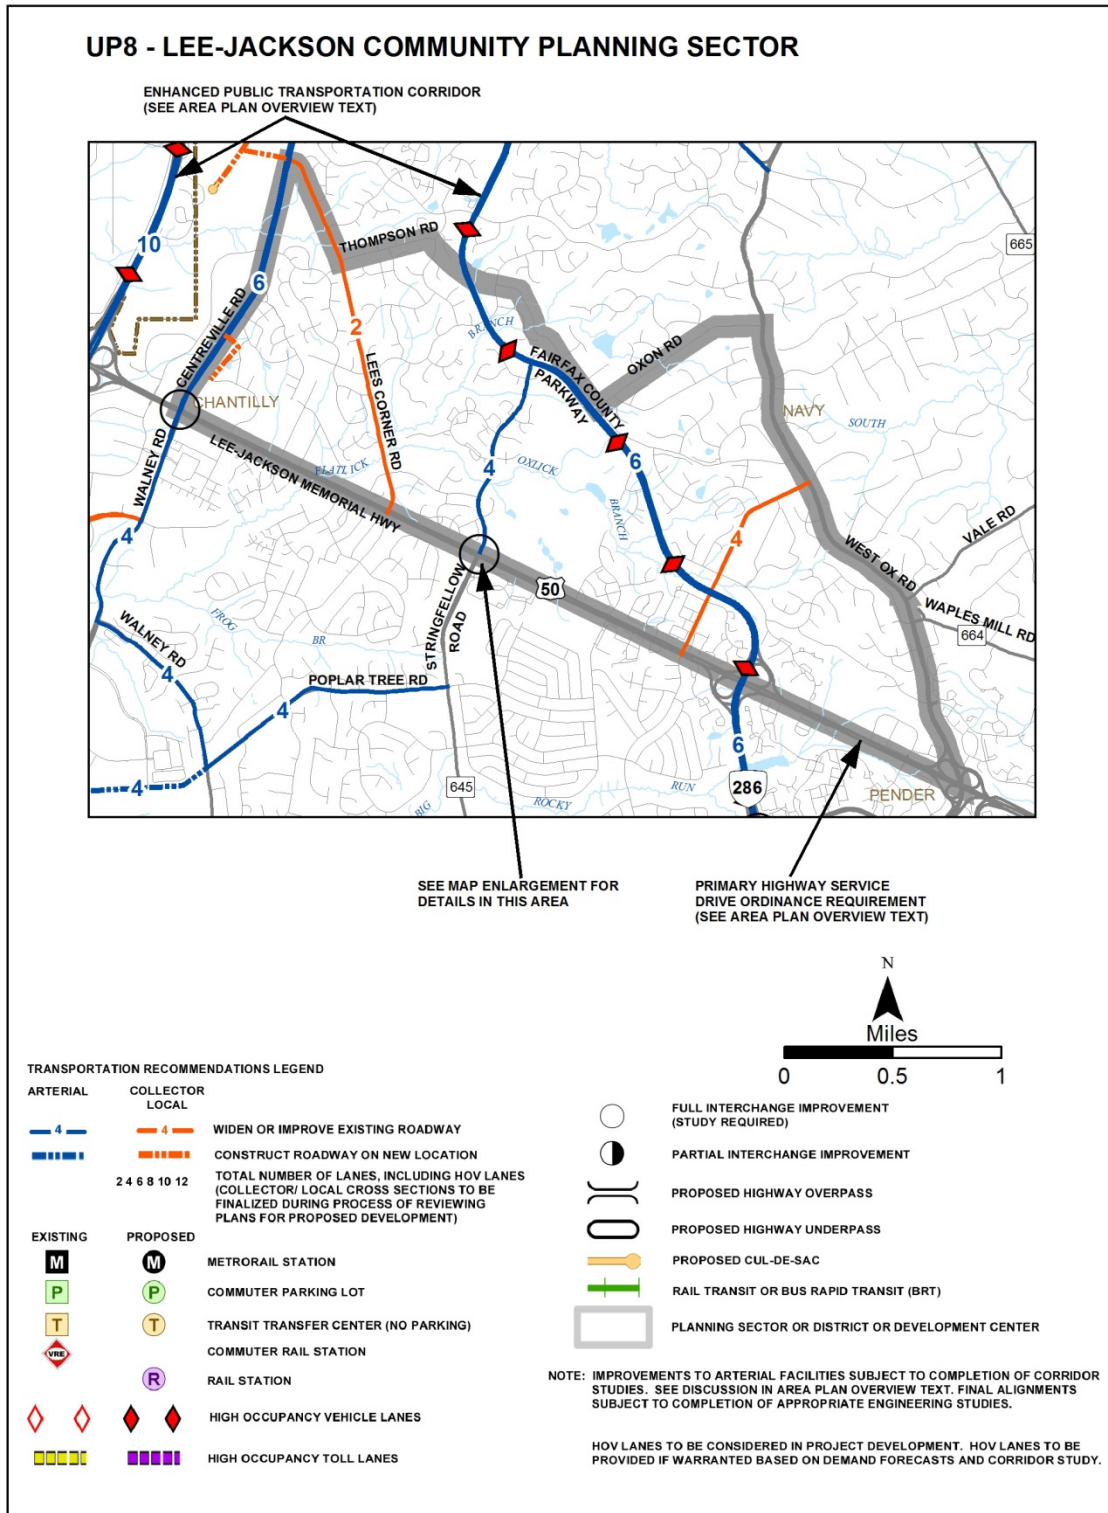 UP8 - LEE-JACKSON COMMUNITY PLANNING SECTOR
ENHANCED PUBLIC TRANSPORTATION CORRIDOR
(SEE AREA PLAN OVERVIEW TEXT)
10
6
THOMPSON RD
665
CENTREVILLE RD
2
BRANCH
FAIRFAX COUNTY
PARKWAY
OXON RD
LEES CORNER RD
CHANTILLY
NAVY
SOUTH
WALNEY RD
LEE-JACKSON MEMORIAL HWY
FLATLICK
4
OXLICK
6
BRANCH
4
VALE RD
4
WEST OX RD
50
STRINGFELLOW
ROAD
WAPLES MILL RD
664
FROG
BR
WALNEY RD
4
POPLAR TREE RD
4
6
4
645
BIG
ROCKY
RUN
286
PENDER
SEE MAP ENLARGEMENT FOR
DETAILS IN THIS AREA
PRIMARY HIGHWAY SERVICE
DRIVE ORDINANCE REQUIREMENT
(SEE AREA PLAN OVERVIEW TEXT)
N
Miles
0 0.5 1
TRANSPORTATION RECOMMENDATIONS LEGEND
ARTERIAL
COLLECTOR
LOCAL
4 4 WIDEN OR IMPROVE EXISTING ROADWAY
CONSTRUCT ROADWAY ON NEW LOCATION
2 4 6 8 10 12 TOTAL NUMBER OF LANES, INCLUDING HOV LANES
(COLLECTOR/ LOCAL CROSS SECTIONS TO BE
FINALIZED DURING PROCESS OF REVIEWING
PLANS FOR PROPOSED DEVELOPMENT)
EXISTING PROPOSED
M M METRORAIL STATION
P P COMMUTER PARKING LOT
T T TRANSIT TRANSFER CENTER (NO PARKING)
VRE COMMUTER RAIL STATION
R RAIL STATION
HIGH OCCUPANCY VEHICLE LANES
HIGH OCCUPANCY TOLL LANES
FULL INTERCHANGE IMPROVEMENT
(STUDY REQUIRED)
PARTIAL INTERCHANGE IMPROVEMENT
PROPOSED HIGHWAY OVERPASS
PROPOSED HIGHWAY UNDERPASS
PROPOSED CUL-DE-SAC
RAIL TRANSIT OR BUS RAPID TRANSIT (BRT)
PLANNING SECTOR OR DISTRICT OR DEVELOPMENT CENTER
NOTE: IMPROVEMENTS TO ARTERIAL FACILITIES SUBJECT TO COMPLETION OF CORRIDOR
STUDIES. SEE DISCUSSION IN AREA PLAN OVERVIEW TEXT. FINAL ALIGNMENTS
SUBJECT TO COMPLETION OF APPROPRIATE ENGINEERING STUDIES.
HOV LANES TO BE CONSIDERED IN PROJECT DEVELOPMENT. HOV LANES TO BE
PROVIDED IF WARRANTED BASED ON DEMAND FORECASTS AND CORRIDOR STUDY.